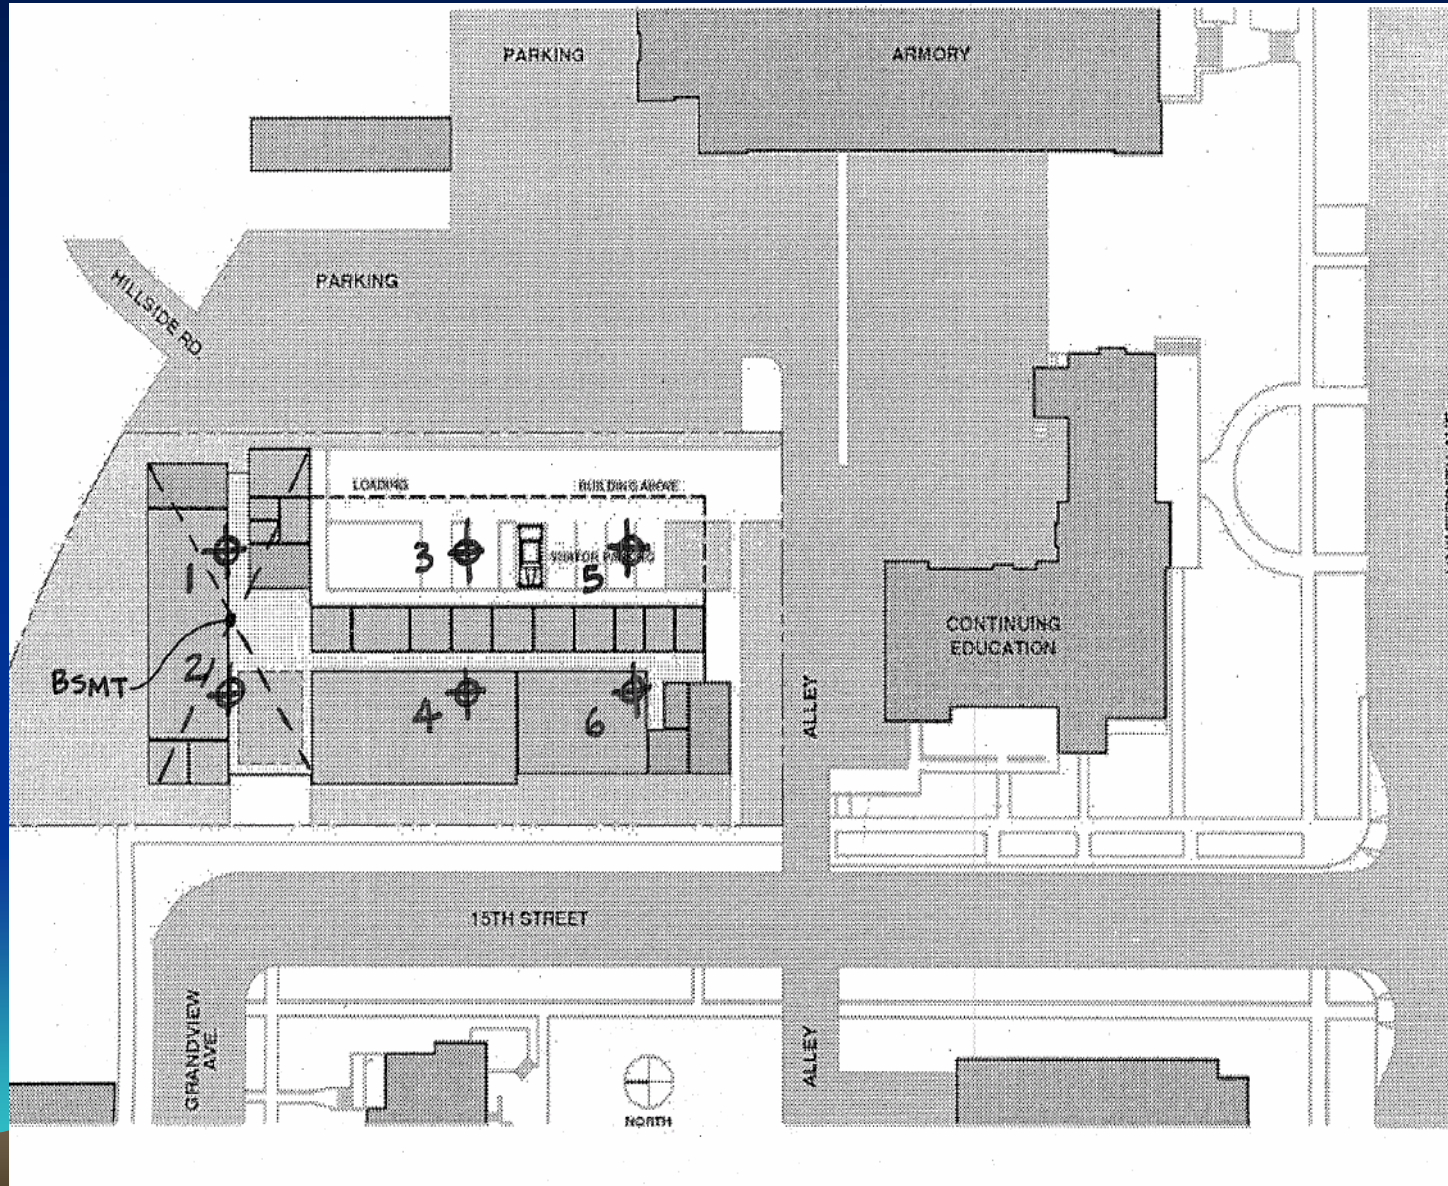 PARKING
ARMORY
PARKING
HILLSIDE RD.
LOADING
BUILDING ABOVE
3
VISITOR PARKING
5
1
CONTINUING
EDUCATION
2
BSMT
4
6
ALLEY
15TH STREET
GRANDVIEW
AVE.
ALLEY
NORTH